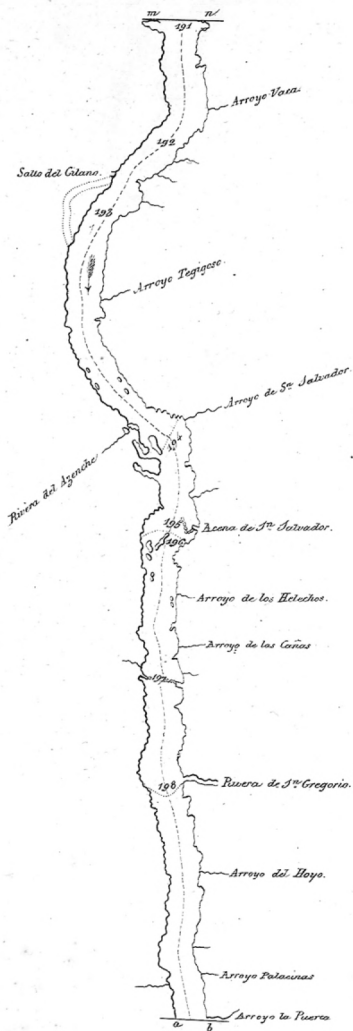 m n
191
Arroyo Vaca
192
Salto del Gitano.
193
Arroyo Tegigoso.
Arroyo de Sn. Salvador.
194
Rivera del Azenche
195
Acena de Sn. Salvador.
196
Arroyo de los Helechos.
Arroyo de las Cañas
197
198
Rivera de Sn. Gregorio.
Arroyo del Hoyo.
Arroyo Palacinas
Arroyo la Puerca
a b